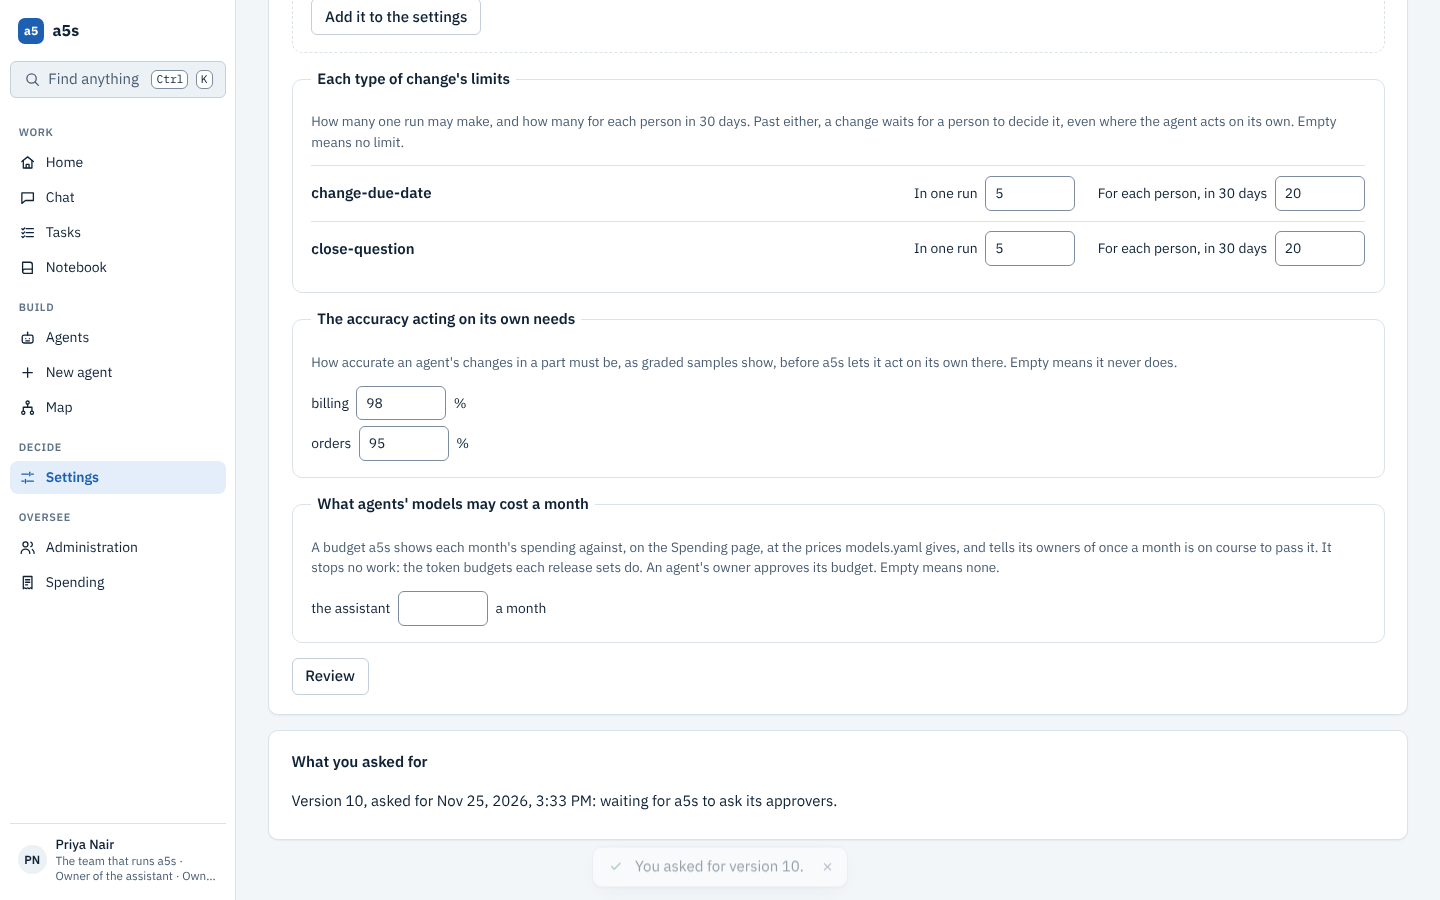 a5 a5s
Find anything Ctrl K
WORK
Home
Chat
Tasks
Notebook
BUILD
Agents
New agent
Map
DECIDE
Settings
OVERSEE
Administration
Spending
PN Priya Nair
The team that runs a5s ·
Owner of the assistant · Own...
Add it to the settings
Each type of change's limits
How many one run may make, and how many for each person in 30 days. Past either, a change waits for a person to decide it, even where the agent acts on its own. Empty
means no limit.
change-due-date In one run 5 For each person, in 30 days 20
close-question In one run 5 For each person, in 30 days 20
The accuracy acting on its own needs
How accurate an agent's changes in a part must be, as graded samples show, before a5s lets it act on its own there. Empty means it never does.
billing 98 %
orders 95 %
What agents' models may cost a month
A budget a5s shows each month's spending against, on the Spending page, at the prices models.yaml gives, and tells its owners of once a month is on course to pass it. It
stops no work: the token budgets each release sets do. An agent's owner approves its budget. Empty means none.
the assistant a month
Review
What you asked for
Version 10, asked for Nov 25, 2026, 3:33 PM: waiting for a5s to ask its approvers.
You asked for version 10.